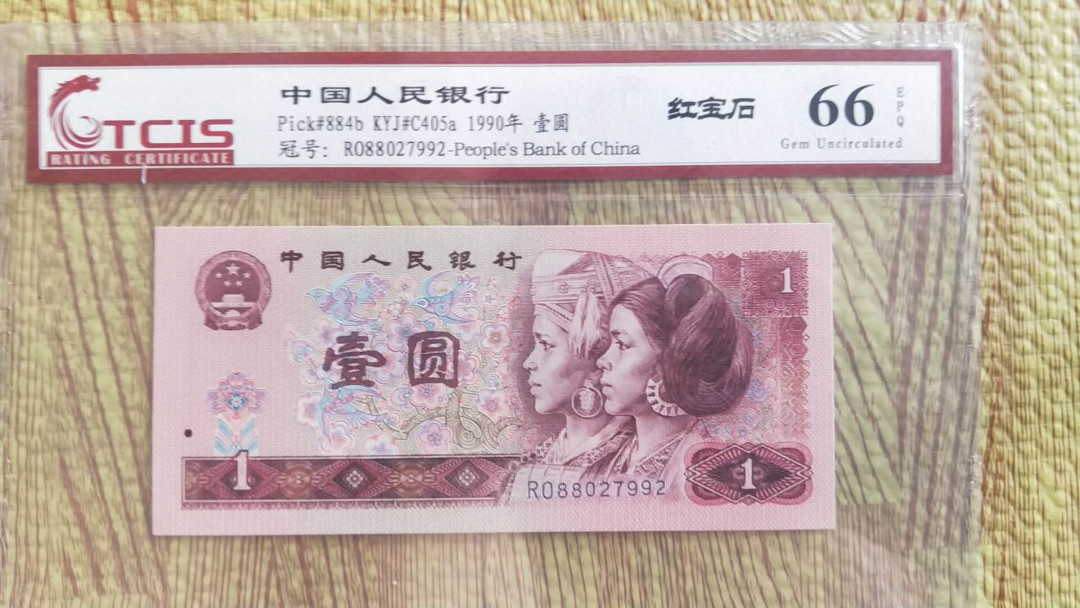 TCIS
RATING CERTIFICATE
中国人民银行
Pick#884b KYJ#C405a 1990年 壹圆
冠号: RO88027992-People's Bank of China
红宝石
66
EPQ
Gem Uncirculated
中国人民银行
1
壹圆
1
RO88027992
1